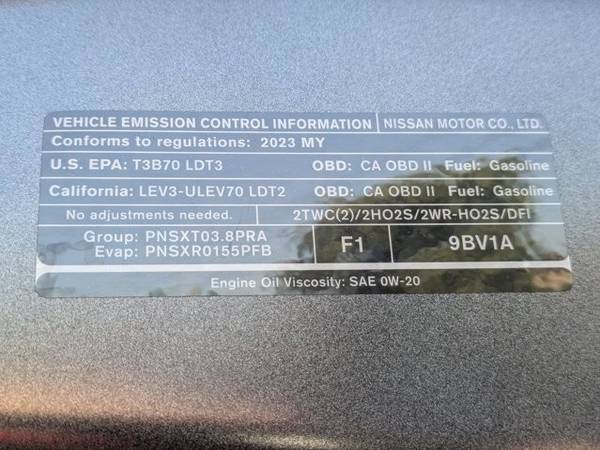 VEHICLE EMISSION CONTROL INFORMATION NISSAN MOTOR CO., LTD.
Conforms to regulations: 2023 MY
U.S. EPA: T3B70 LDT3 OBD: CA OBD II Fuel: Gasoline
California: LEV3-ULEV70 LDT2 OBD: CA OBD II Fuel: Gasoline
No adjustments needed. 2TWC(2)/2HO2S/2WR-HO2S/DFI
Group: PNSXT03.8PRA
Evap: PNSXR0155PFB
F1
9BV1A
Engine Oil Viscosity: SAE 0W-20